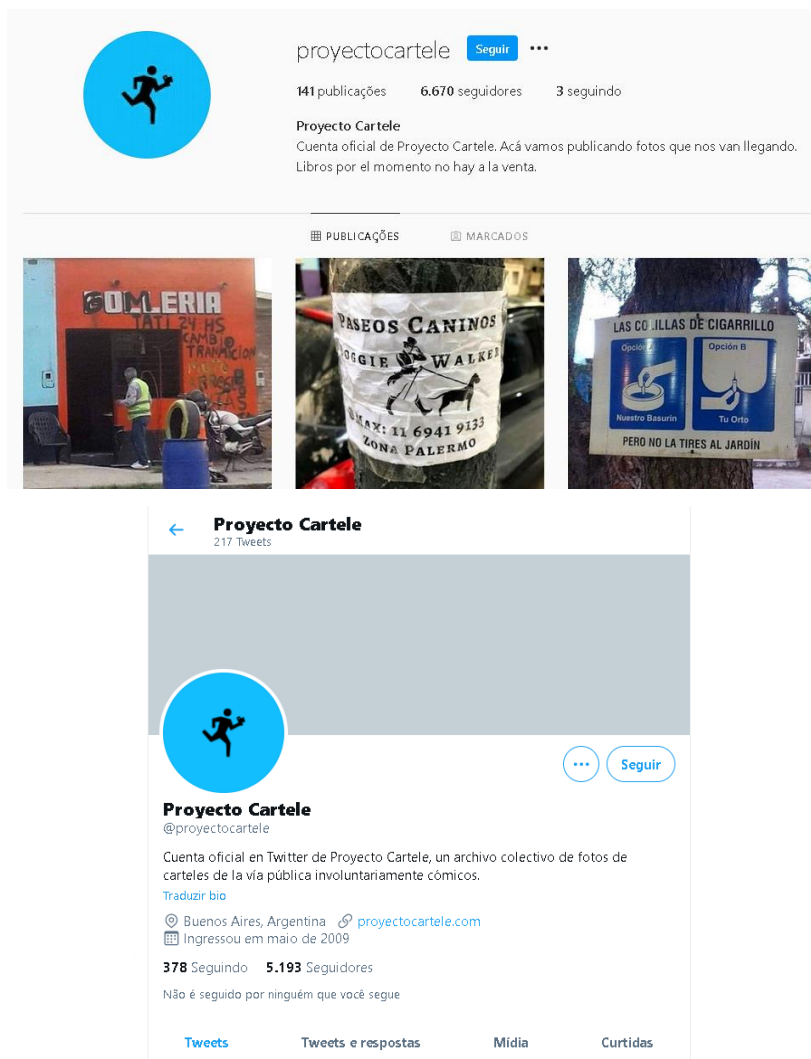 proyectocartele Seguir
141 publicações 6.670 seguidores 3 seguindo
Proyecto Cartele
Cuenta oficial de Proyecto Cartele. Acá vamos publicando fotos que nos van llegando.
Libros por el momento no hay a la venta.
PUBLICAÇÕES MARCADOS
GOMERIA
TATI 24 HS
CAMBIO
TRANMICION
PASEOS CANINOS
DOGGIE WALKER
MAX: 11 6941 9133
ZONA PALERMO
LAS COLILLAS DE CIGARRILLO
Opción A Opción B
Nuestro Basurín Tu Orto
PERO NO LA TIRES AL JARDÍN
Proyecto Cartele
217 Tweets
Seguir
Proyecto Cartele
@proyectocartele
Cuenta oficial en Twitter de Proyecto Cartele, un archivo colectivo de fotos de
carteles de la vía pública involuntariamente cómicos.
Traduzir bio
Buenos Aires, Argentina proyectocartele.com
Ingressou em maio de 2009
378 Seguindo 5.193 Seguidores
Não é seguido por ninguém que você segue
Tweets Tweets e respostas Mídia Curtidas